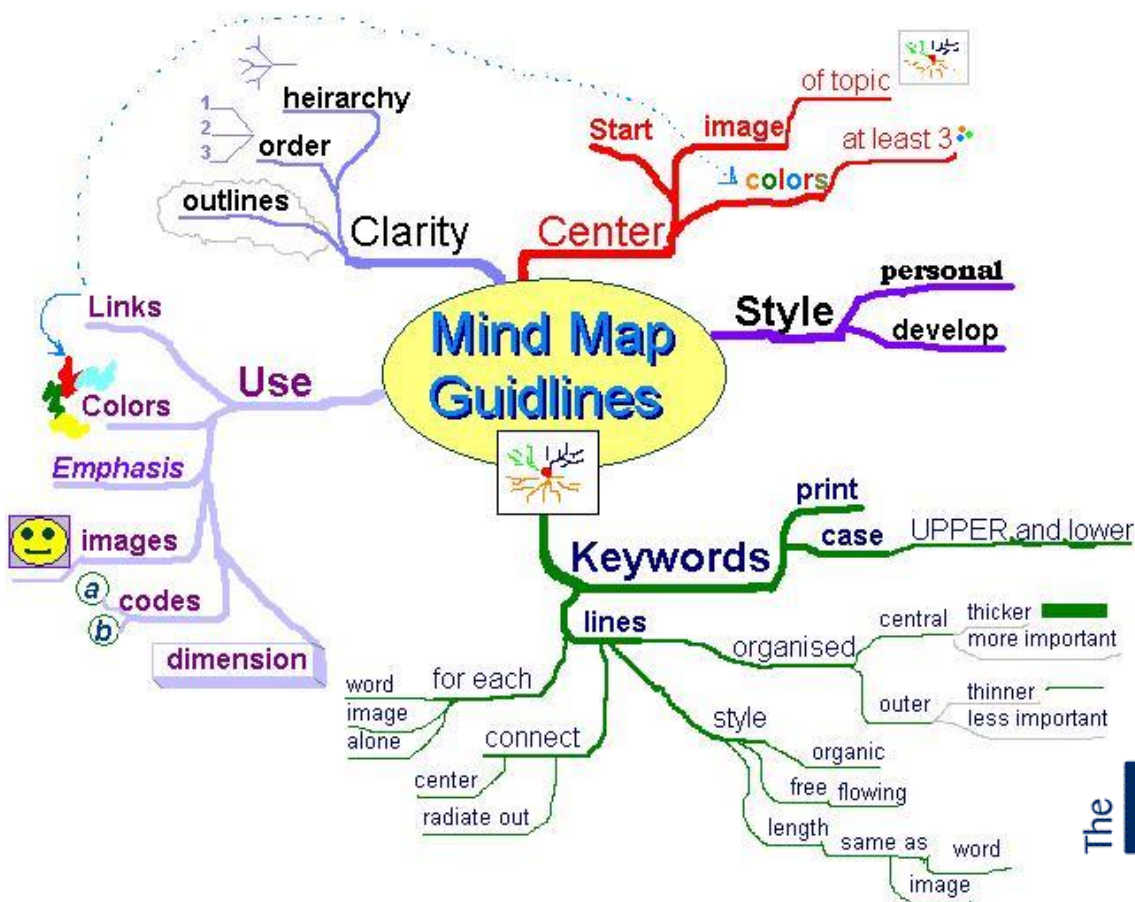 Mind Map
Guidlines
Center
Start
image
of topic
colors
at least 3
Style
personal
develop
Keywords
print
case
UPPER and lower
lines
organised
central
thicker
more important
outer
thinner
less important
style
organic
free
flowing
length
same as
word
image
connect
center
radiate out
for each
word
image
alone
Use
Links
Colors
Emphasis
images
codes
a
b
dimension
Clarity
heirarchy
order
1
2
3
outlines
The